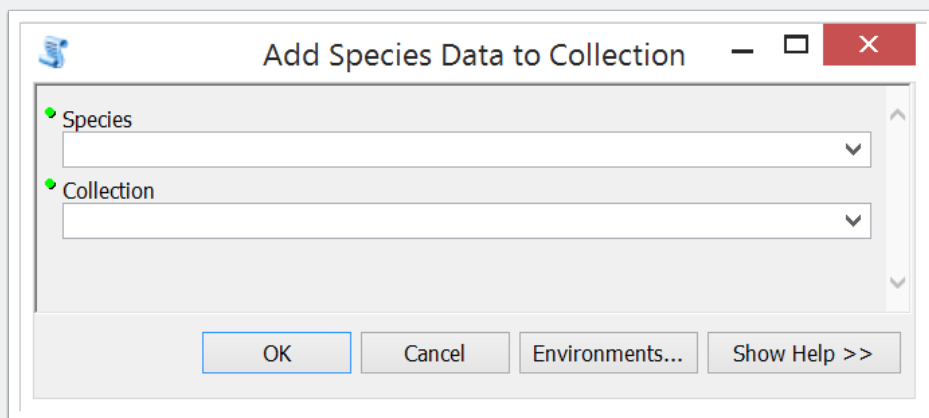 Add Species Data to Collection
Species
Collection
OK Cancel Environments... Show Help >>